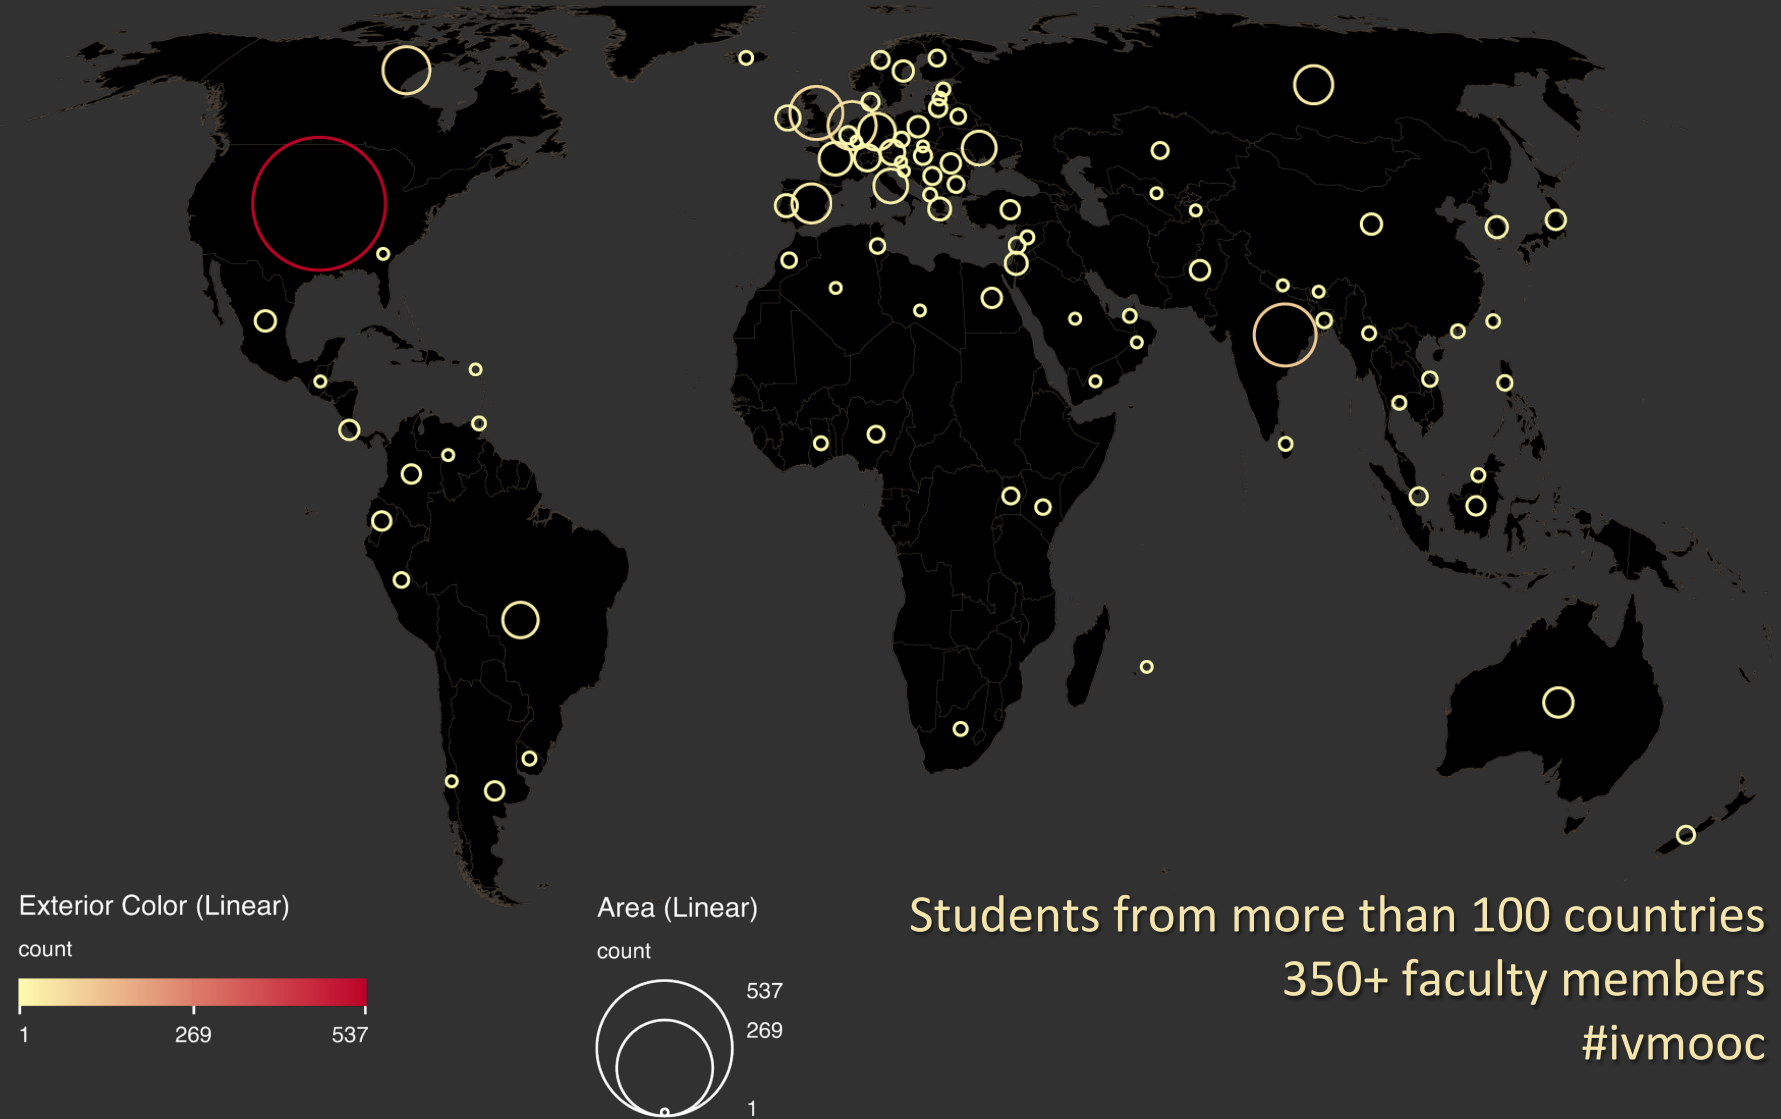 Exterior Color (Linear)
count
1 269 537
Area (Linear)
count
537
269
1
Students from more than 100 countries
350+ faculty members
#ivmooc